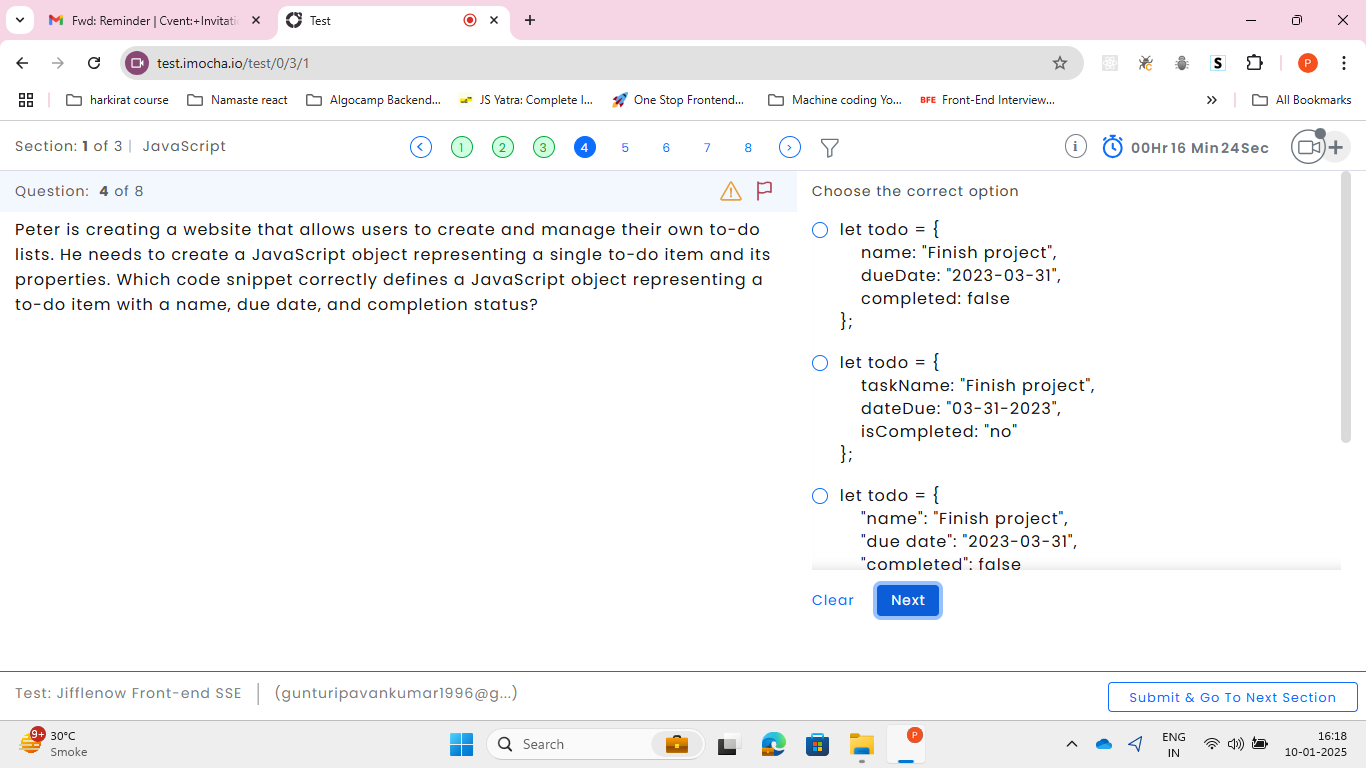 Fwd: Reminder | Cvent:+Invitati
Test
test.imocha.io/test/0/3/1
S
P
harkirat course
Namaste react
Algocamp Backend...
JS Yatra: Complete I...
One Stop Frontend...
Machine coding Yo...
BFE Front-End Interview...
All Bookmarks
Section: 1 of 3 | JavaScript
1 2 3 4 5 6 7 8
00Hr 16 Min 24Sec
Question: 4 of 8
Peter is creating a website that allows users to create and manage their own to-do
lists. He needs to create a JavaScript object representing a single to-do item and its
properties. Which code snippet correctly defines a JavaScript object representing a
to-do item with a name, due date, and completion status?
Choose the correct option
let todo = {
name: "Finish project",
dueDate: "2023-03-31",
completed: false
};
let todo = {
taskName: "Finish project",
dateDue: "03-31-2023",
isCompleted: "no"
};
let todo = {
"name": "Finish project",
"due date": "2023-03-31",
"completed": false
Clear
Next
Test: Jifflenow Front-end SSE
(gunturipavankumar1996@g...)
Submit & Go To Next Section
9+
30°C
Smoke
Search
P
ENG
IN
16:18
10-01-2025